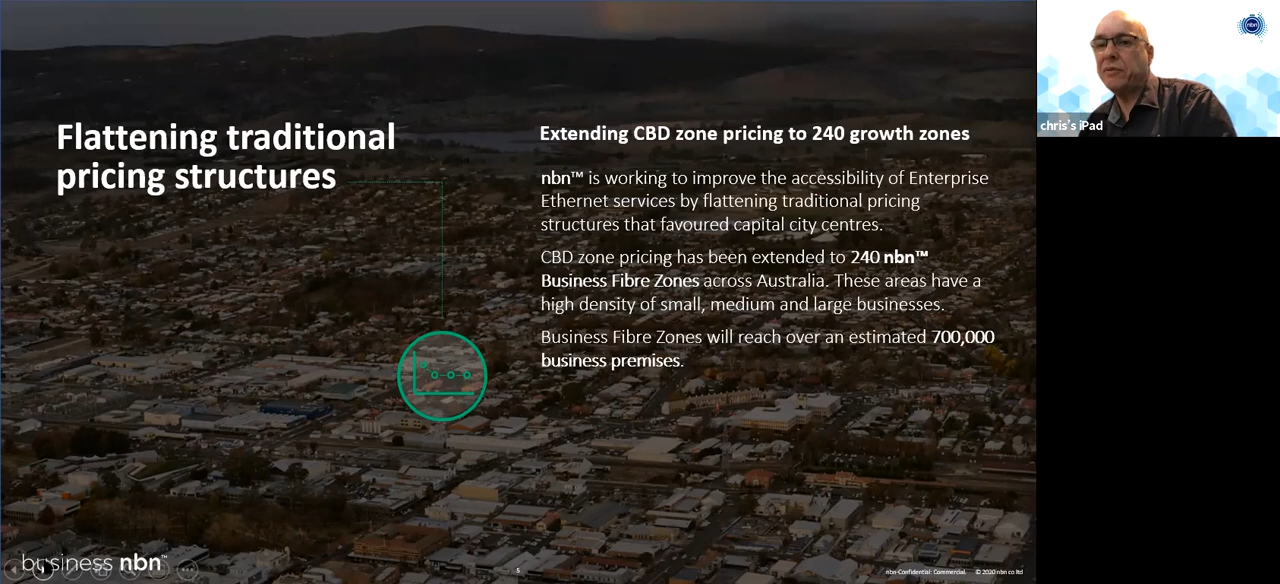 Flattening traditional
pricing structures
Extending CBD zone pricing to 240 growth zones
nbn™ is working to improve the accessibility of Enterprise
Ethernet services by flattening traditional pricing
structures that favoured capital city centres.
CBD zone pricing has been extended to 240 nbn™
Business Fibre Zones across Australia. These areas have a
high density of small, medium and large businesses.
Business Fibre Zones will reach over an estimated 700,000
business premises.
business nbn™
5
nbn-Confidential: Commercial. © 2020 nbn co ltd
nbn
chris's iPad